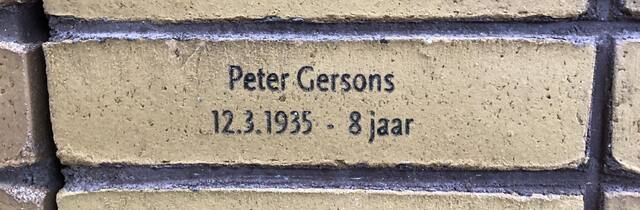 Peter Gersons
12.3.1935 - 8 jaar